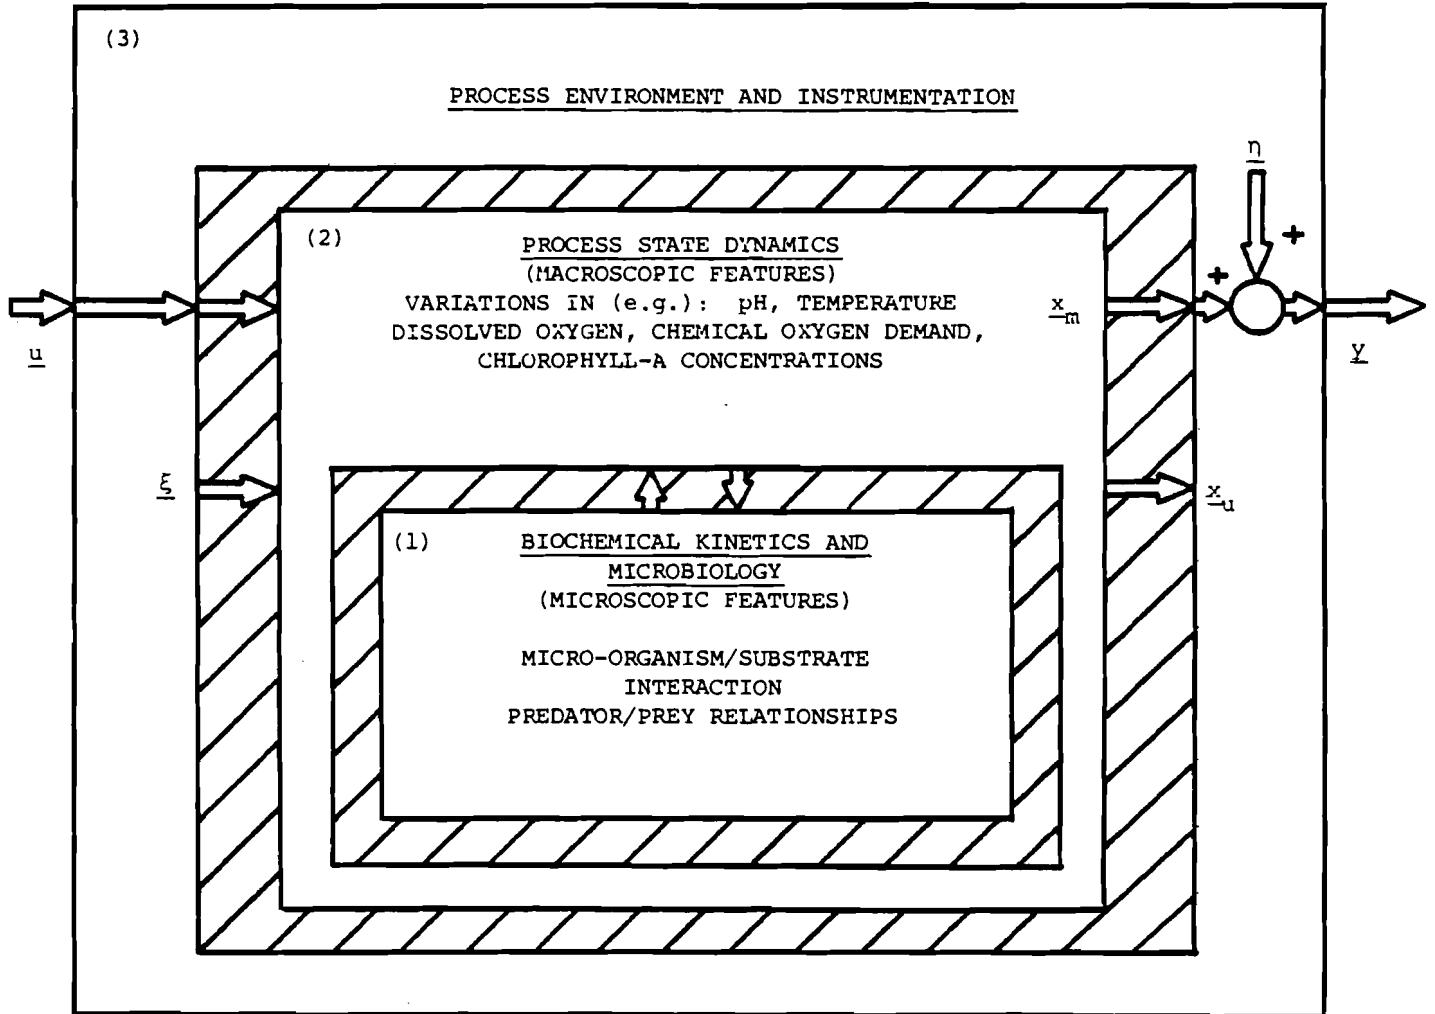 (3)
PROCESS ENVIRONMENT AND INSTRUMENTATION
η
+
(2)
PROCESS STATE DYNAMICS
(MACROSCOPIC FEATURES)
VARIATIONS IN (e.g.): pH, TEMPERATURE
DISSOLVED OXYGEN, CHEMICAL OXYGEN DEMAND,
CHLOROPHYLL-A CONCENTRATIONS
x_m
+
u
y
ξ
x_u
(1)
BIOCHEMICAL KINETICS AND
MICROBIOLOGY
(MICROSCOPIC FEATURES)
MICRO-ORGANISM/SUBSTRATE
INTERACTION
PREDATOR/PREY RELATIONSHIPS